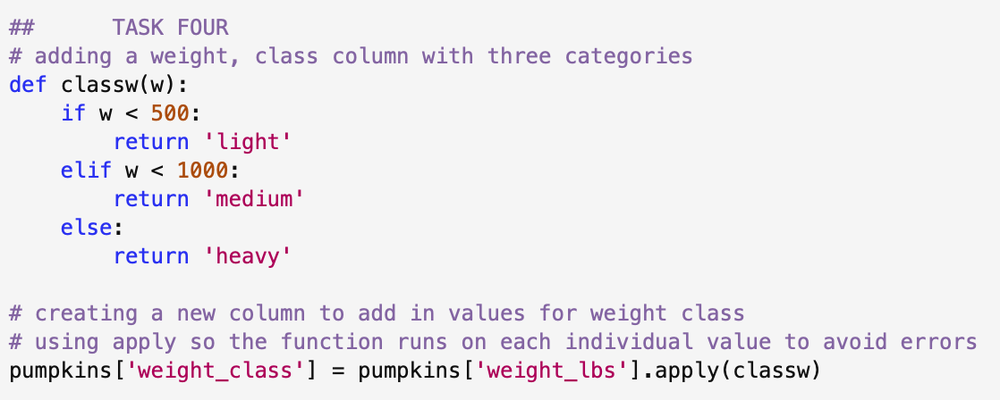 ##      TASK FOUR
# adding a weight, class column with three categories
def classw(w):
    if w < 500:
        return 'light'
    elif w < 1000:
        return 'medium'
    else:
        return 'heavy'

# creating a new column to add in values for weight class
# using apply so the function runs on each individual value to avoid errors
pumpkins['weight_class'] = pumpkins['weight_lbs'].apply(classw)